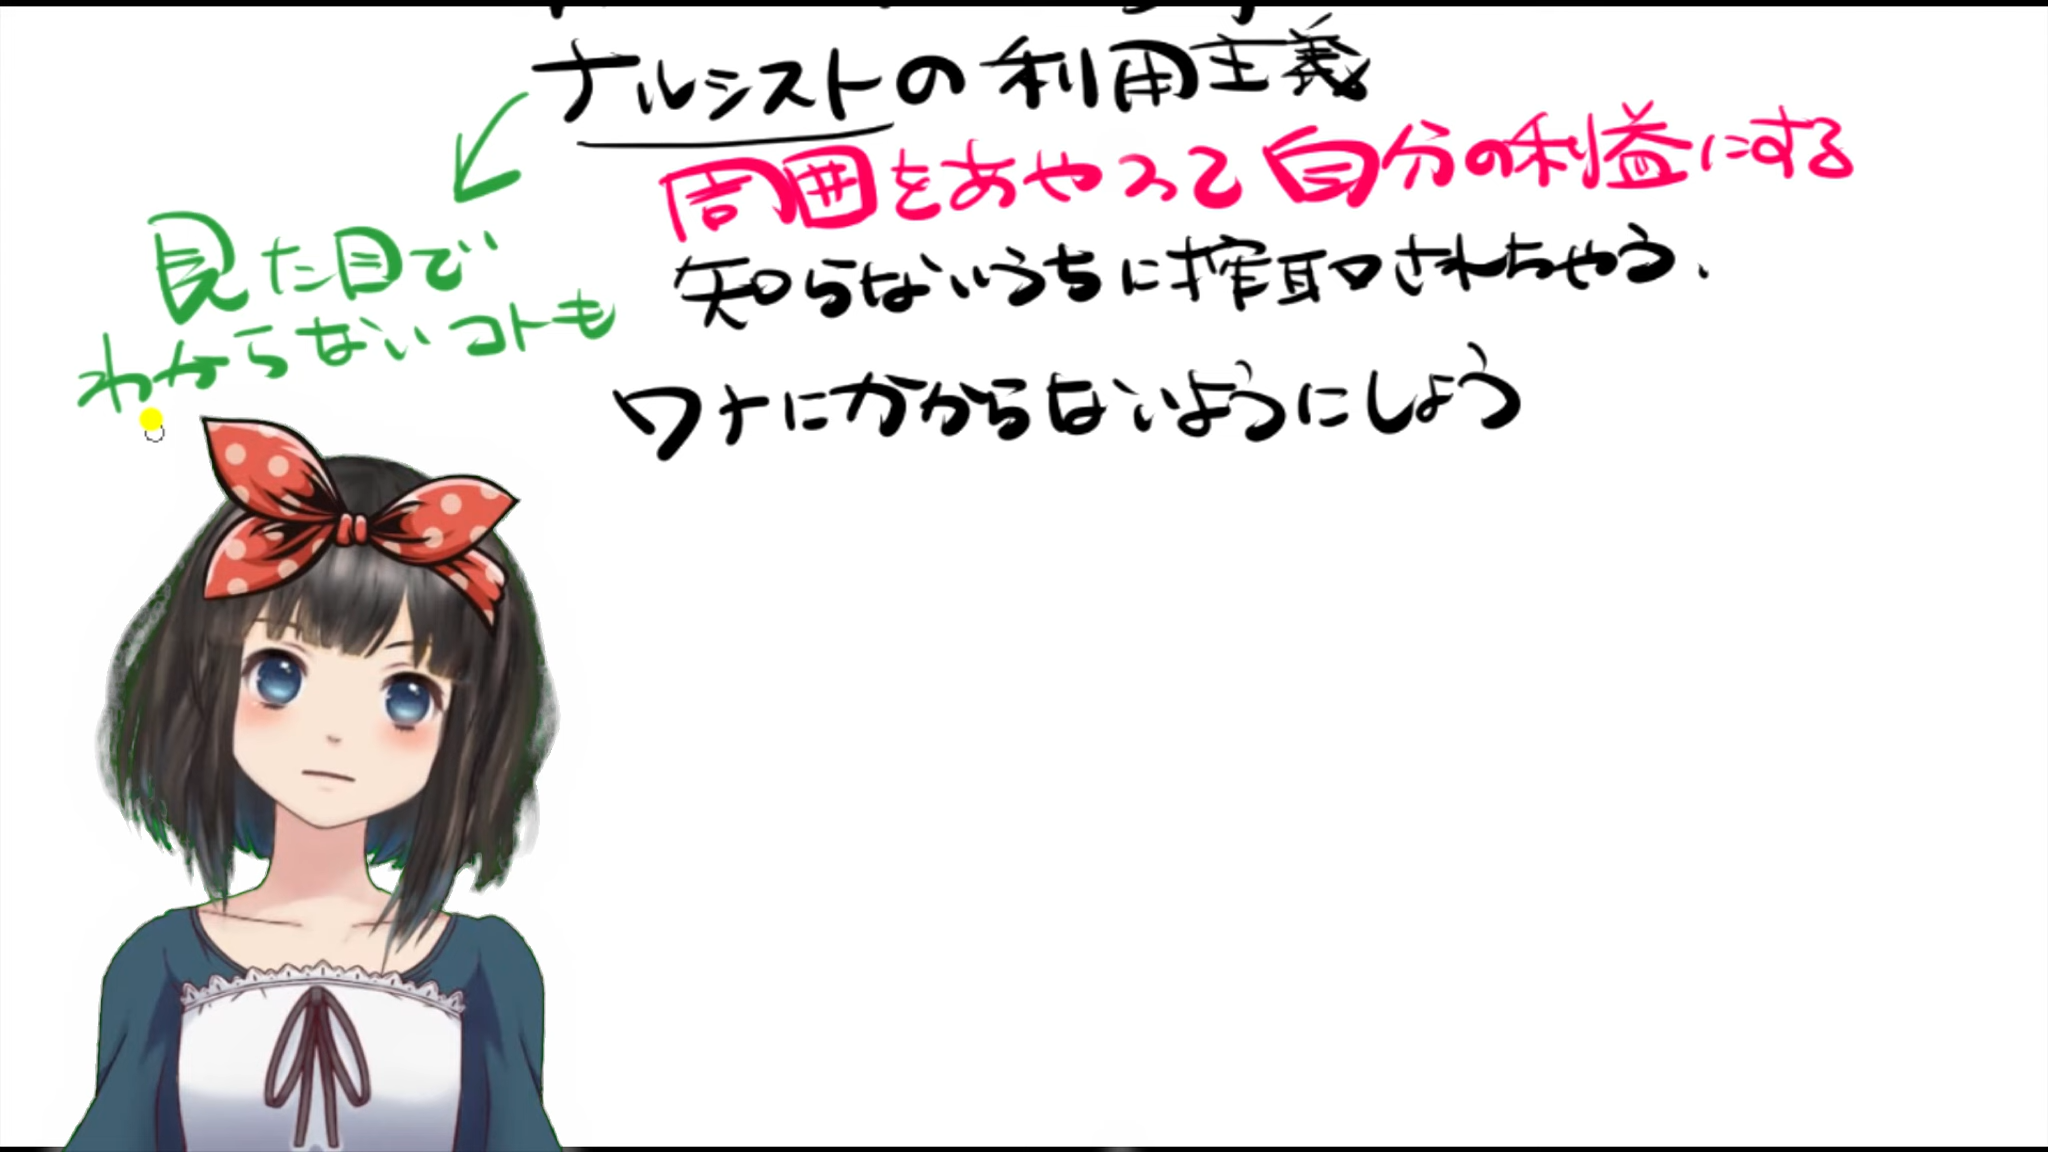 ナルシストの利用主義
周囲をあやつって自分の利益にする
知らないうちに搾取されちゃう、
見た目で
わからないコトも
ワナにかからないようにしよう